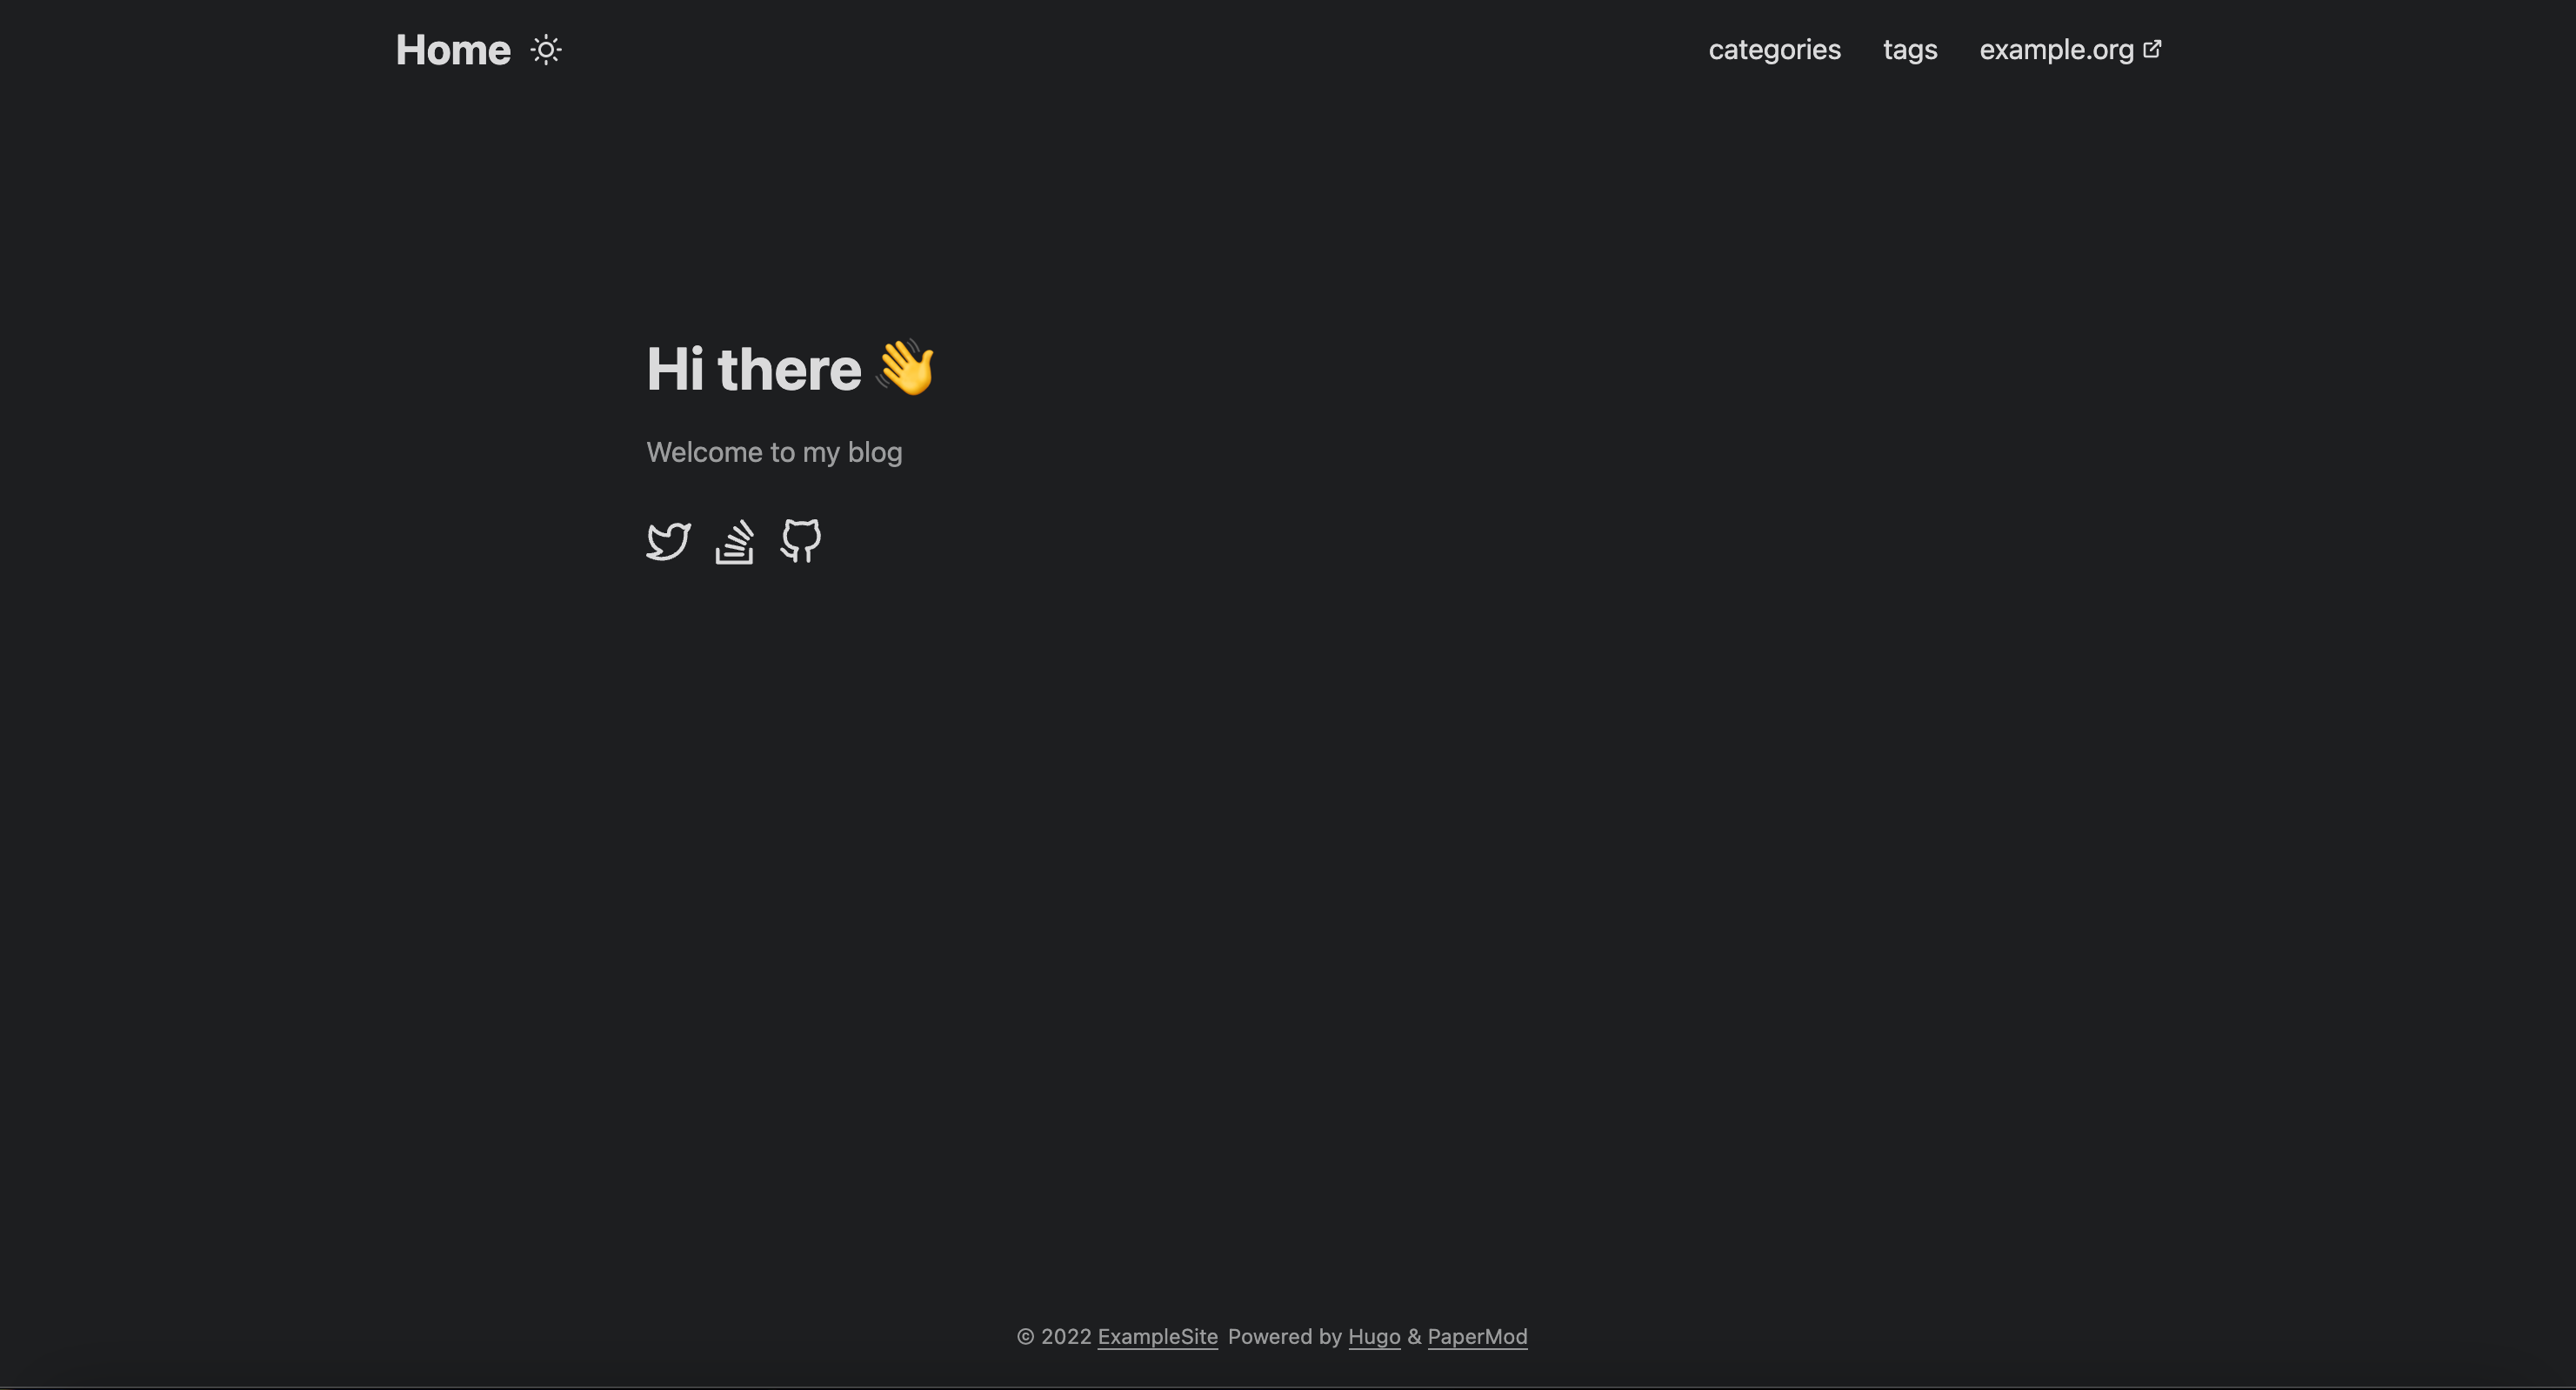 Home categories tags example.org
Hi there 👋
Welcome to my blog
© 2022 ExampleSite Powered by Hugo & PaperMod